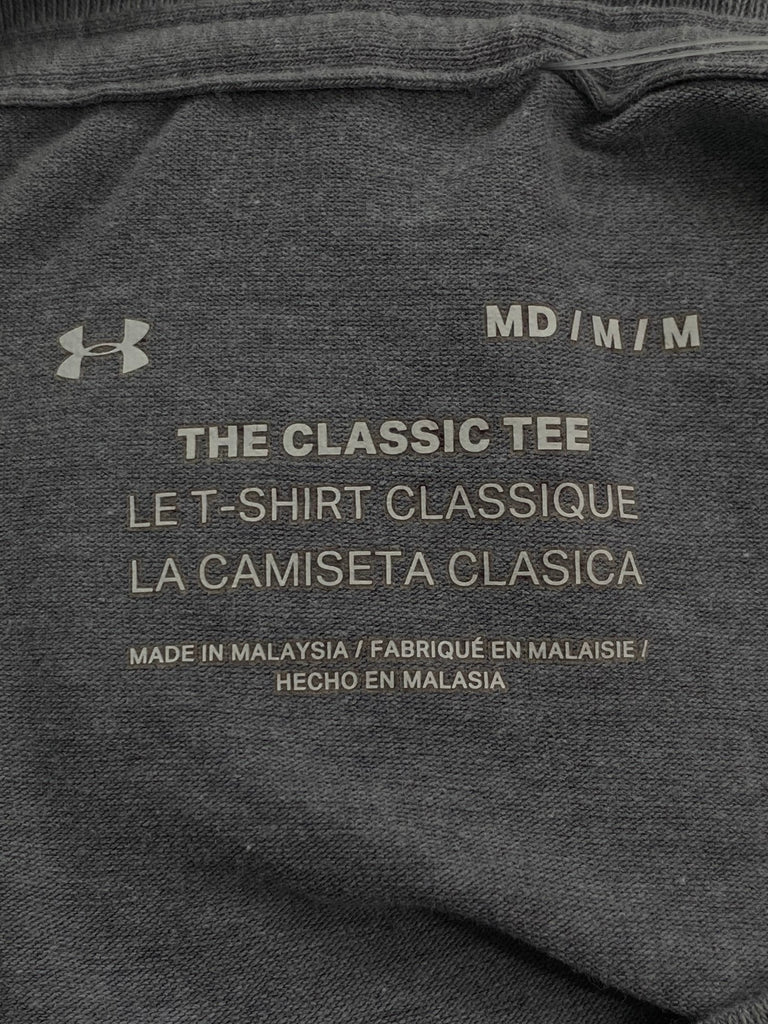 MD / M / M
THE CLASSIC TEE
LE T-SHIRT CLASSIQUE
LA CAMISETA CLASICA
MADE IN MALAYSIA / FABRIQUÉ EN MALAISIE /
HECHO EN MALASIA